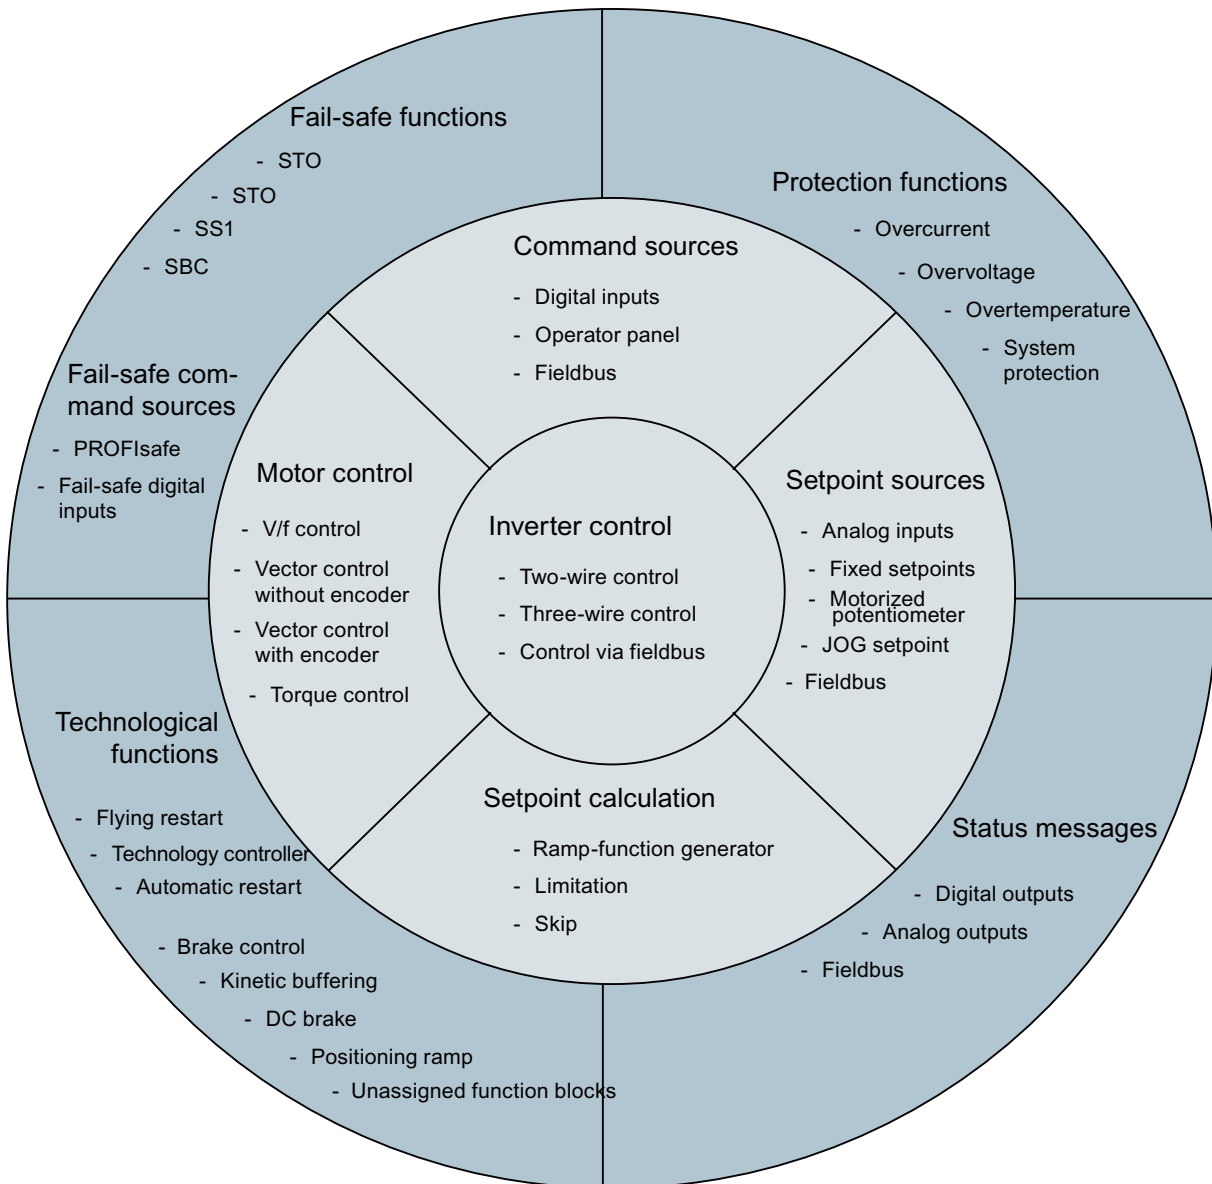 Fail-safe functions
- STO
- STO
- SS1
- SBC
Fail-safe com-
mand sources
- PROFIsafe
- Fail-safe digital
inputs
Protection functions
- Overcurrent
- Overvoltage
- Overtemperature
- System
protection
Command sources
- Digital inputs
- Operator panel
- Fieldbus
Motor control
- V/f control
- Vector control
without encoder
- Vector control
with encoder
- Torque control
Inverter control
- Two-wire control
- Three-wire control
- Control via fieldbus
Setpoint sources
- Analog inputs
- Fixed setpoints
- Motorized
potentiometer
- JOG setpoint
- Fieldbus
Setpoint calculation
- Ramp-function generator
- Limitation
- Skip
Technological
functions
- Flying restart
- Technology controller
- Automatic restart
- Brake control
- Kinetic buffering
- DC brake
- Positioning ramp
- Unassigned function blocks
Status messages
- Digital outputs
- Analog outputs
- Fieldbus